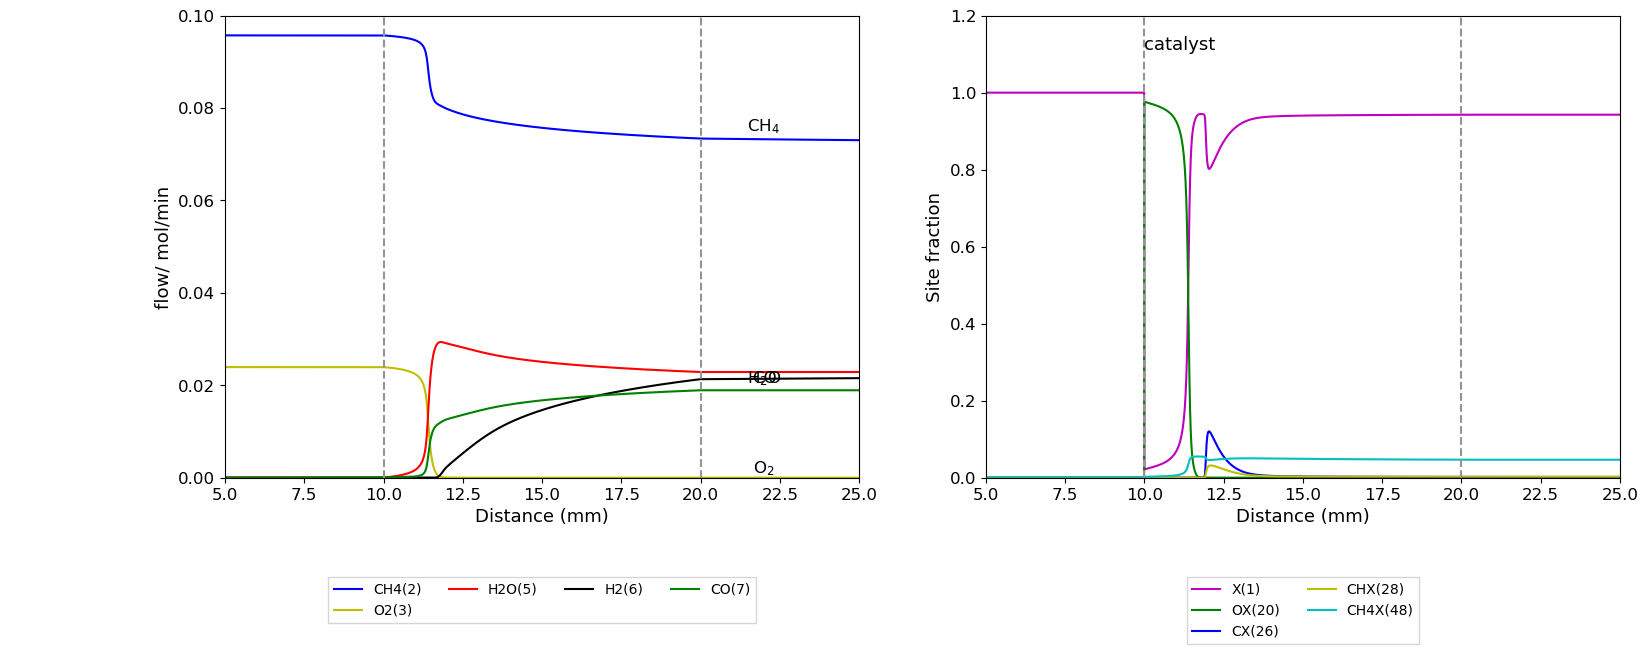 0.10
0.08
0.06
0.04
0.02
0.00
flow/ mol/min
CH4
O2
5.0 7.5 10.0 12.5 15.0 17.5 20.0 22.5 25.0
Distance (mm)
CH4(2) H2O(5) H2(6) CO(7)
O2(3)
1.2
1.0
0.8
0.6
0.4
0.2
0.0
Site fraction
catalyst
5.0 7.5 10.0 12.5 15.0 17.5 20.0 22.5 25.0
Distance (mm)
X(1) CHX(28)
OX(20) CH4X(48)
CX(26)